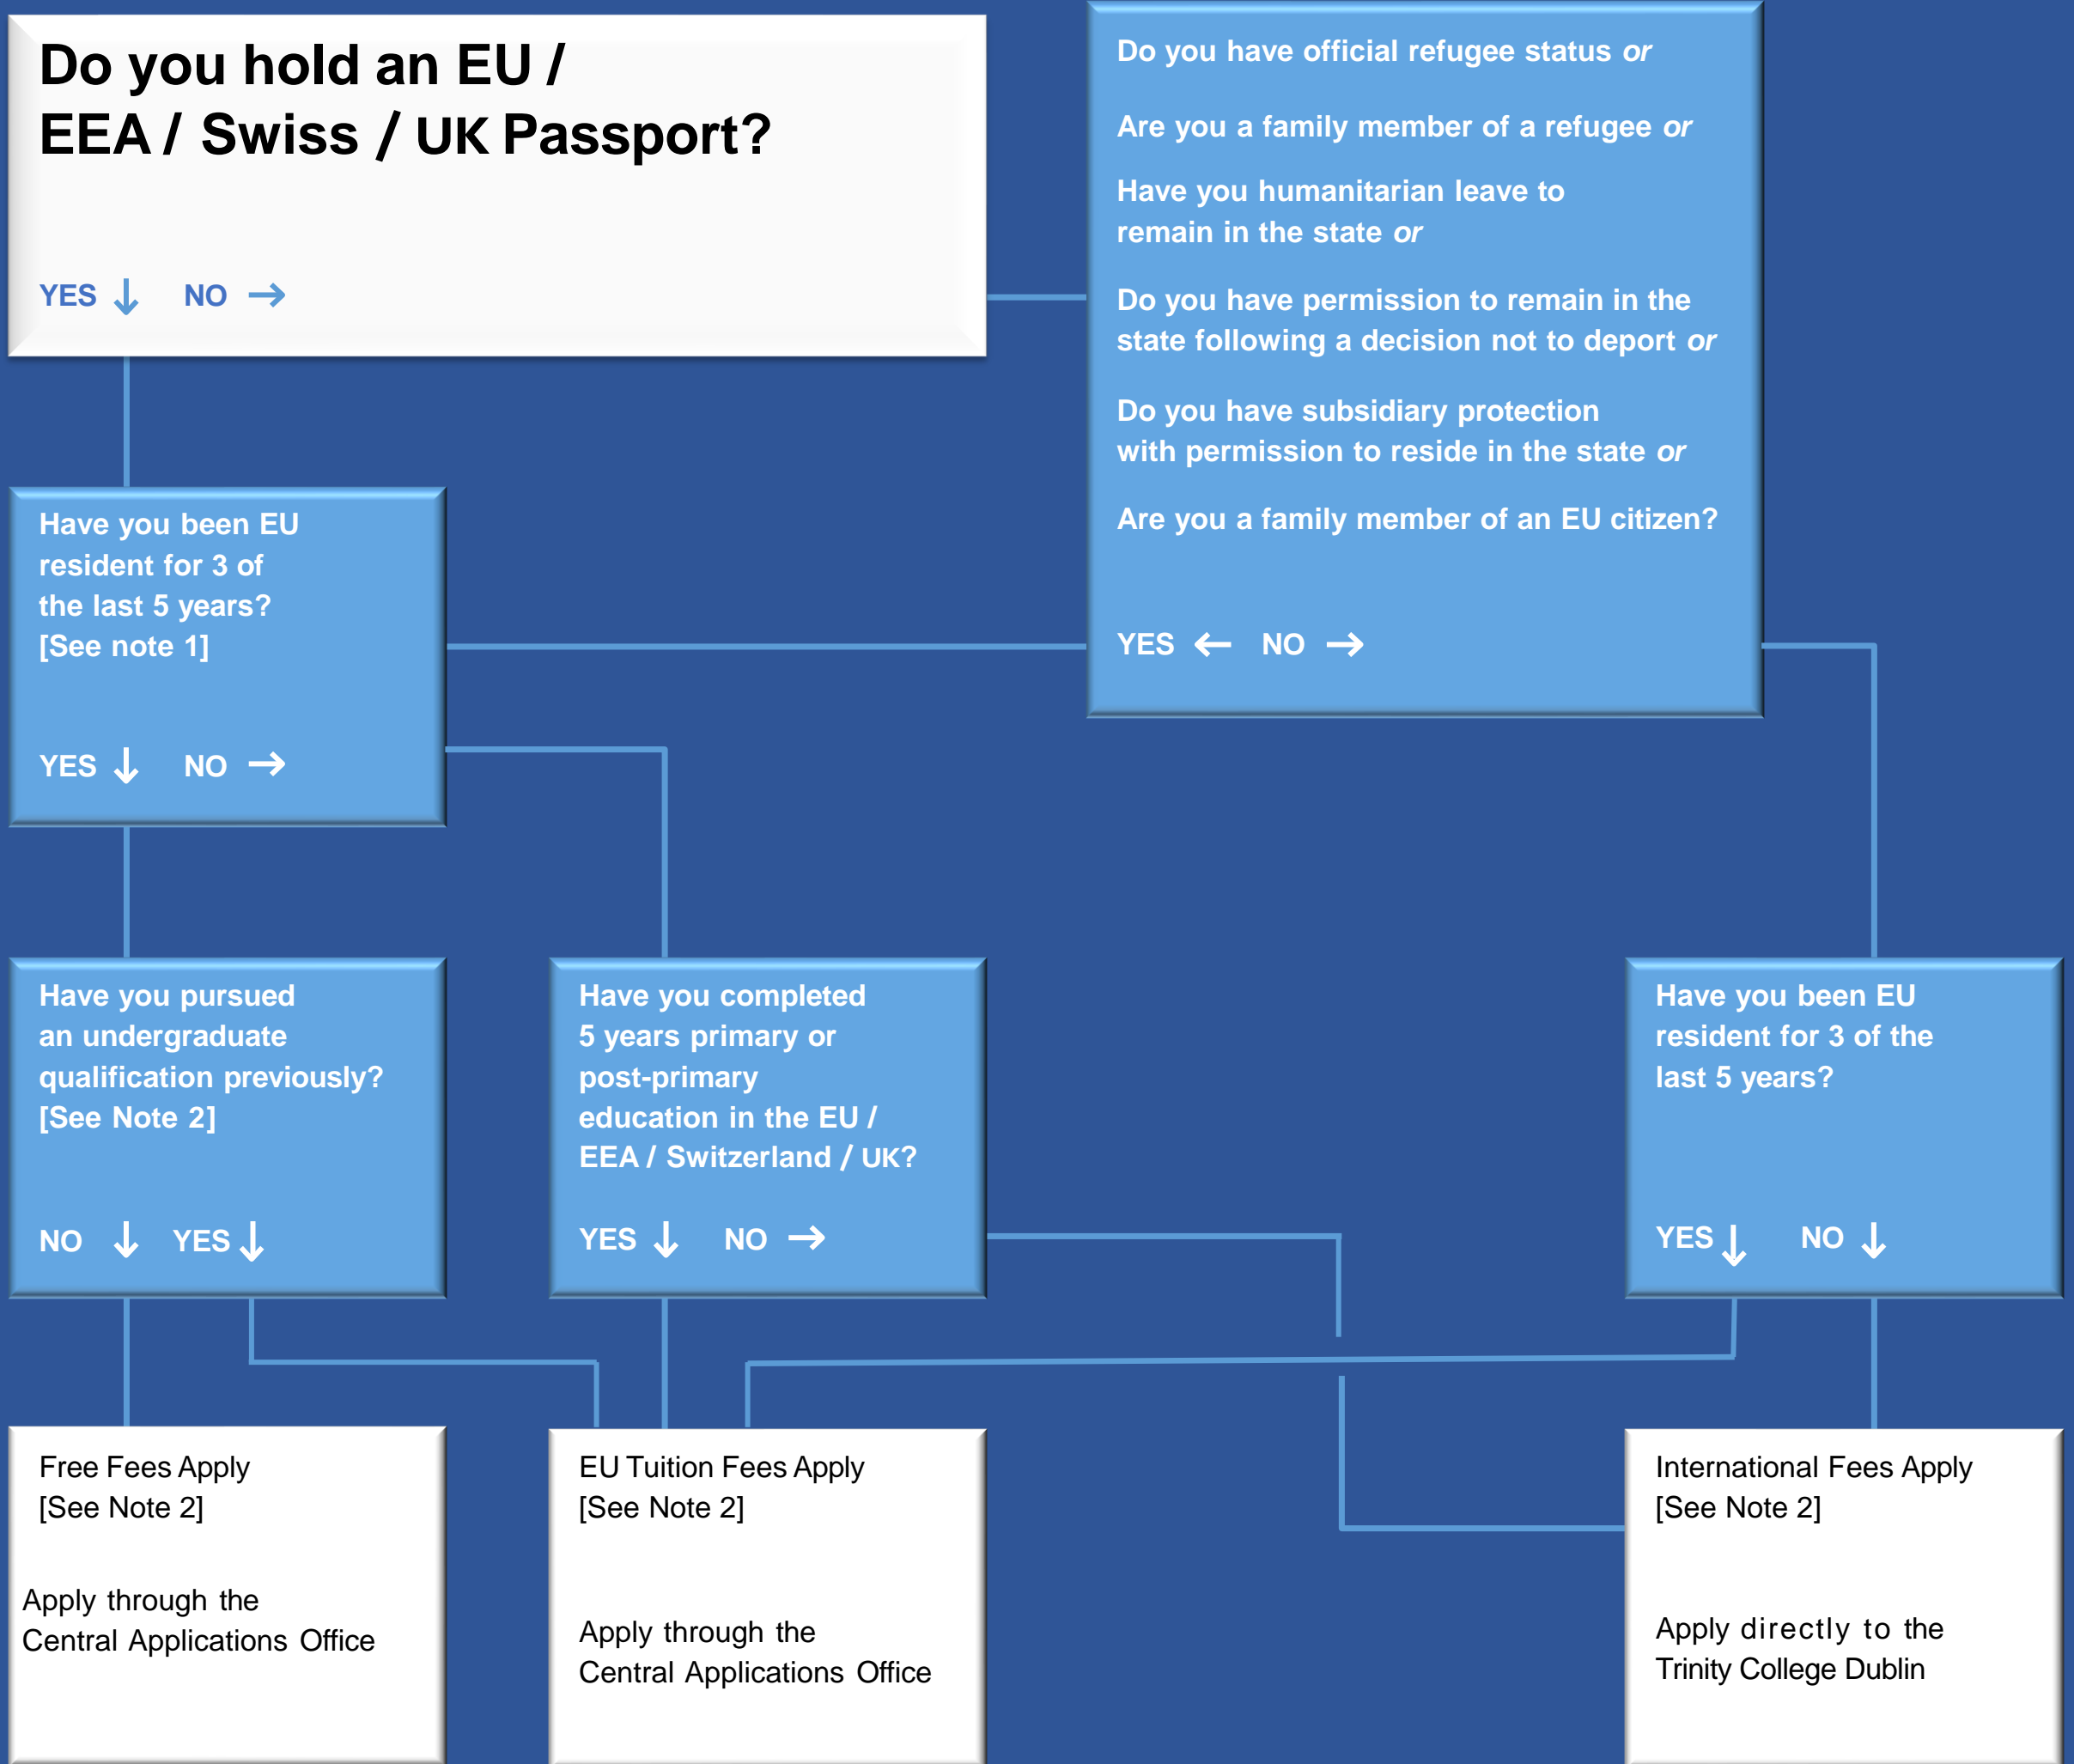 Do you hold an EU /
EEA / Swiss / UK Passport?
YES ↓ NO →
Do you have official refugee status or
Are you a family member of a refugee or
Have you humanitarian leave to
remain in the state or
Do you have permission to remain in the
state following a decision not to deport or
Do you have subsidiary protection
with permission to reside in the state or
Are you a family member of an EU citizen?
YES ← NO →
Have you been EU
resident for 3 of
the last 5 years?
[See note 1]
YES ↓ NO →
Have you pursued
an undergraduate
qualification previously?
[See Note 2]
NO ↓ YES ↓
Have you completed
5 years primary or
post-primary
education in the EU /
EEA / Switzerland / UK?
YES ↓ NO →
Have you been EU
resident for 3 of the
last 5 years?
YES ↓ NO ↓
Free Fees Apply
[See Note 2]
Apply through the
Central Applications Office
EU Tuition Fees Apply
[See Note 2]
Apply through the
Central Applications Office
International Fees Apply
[See Note 2]
Apply directly to the
Trinity College Dublin